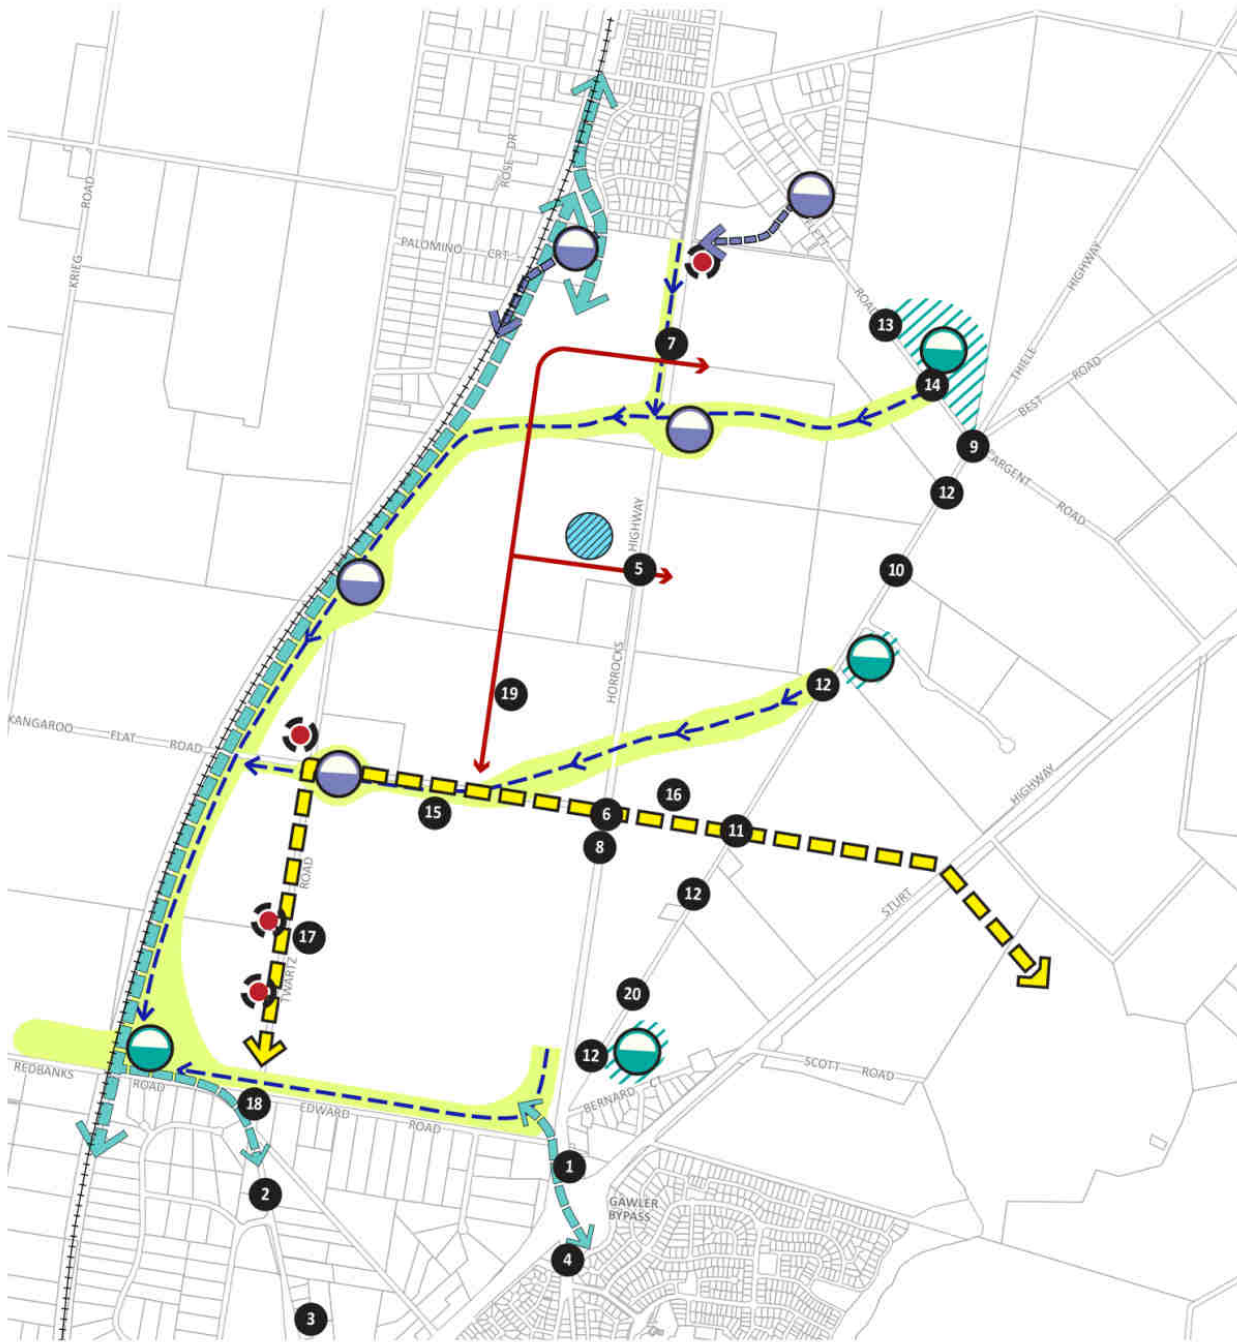 ROSE DR
KRIEG ROAD
PALOMINO CRT
ROAD
13
HIGHWAY
THIELE
7
14
BEST ROAD
9
CARGENT ROAD
12
HIGHWAY
5
10
HORROCKS
12
19
KANGAROO FLAT ROAD
HIGHWAY
STURT
16
15
6
11
8
ROAD
12
17
TWARTZ
20
12
SCOTT ROAD
REDBANKS ROAD
BERNARD CT
18
EDWARD ROAD
1
2
GAWLER
BYPASS
4
3